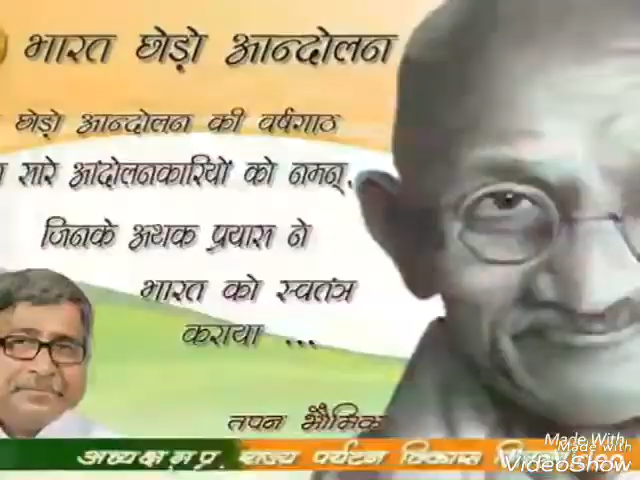 भारत छोड़ो आन्दोलन
छोड़ो आन्दोलन की वर्षगाठ
सारे आंदोलनकारियों को नमन्.
जिनके अथक प्रयास ने
भारत को स्वतंत्र
कराया ...
तपन भौमिक
अध्यक्ष म.प्र. राज्य पर्यटन विकास
Made With
VideoShow